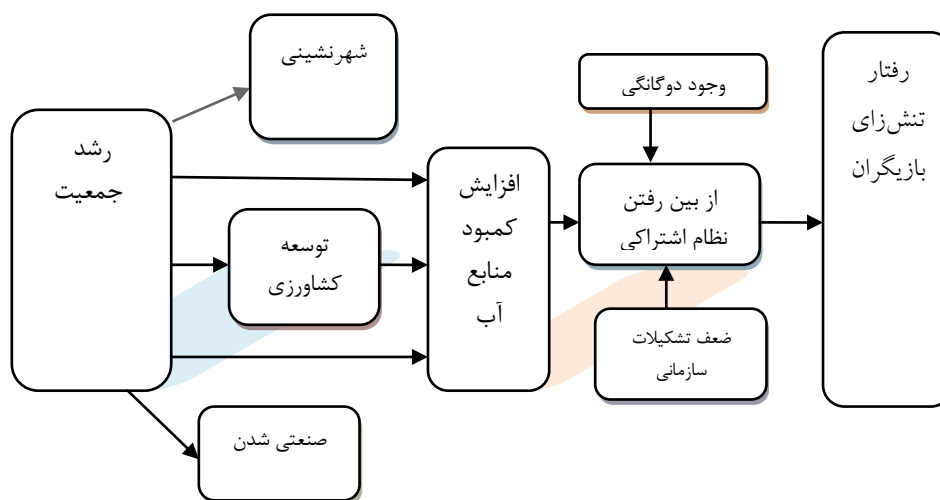 شهرنشینی
رشد
جمعیت
توسعه
کشاورزی
صنعتی شدن
افزایش
کمبود
منابع
آب
وجود دوگانگی
از بین رفتن
نظام اشتراکی
ضعف تشکیلات
سازمانی
رفتار
تنش‌زای
بازیگران